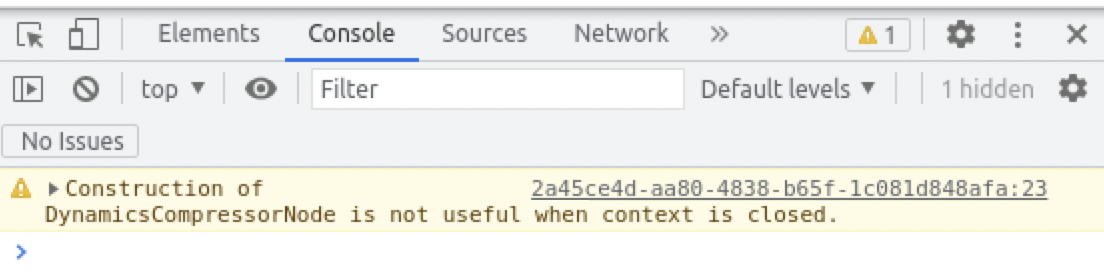 Elements Console Sources Network » 1
top ▼ Filter Default levels ▼ 1 hidden
No Issues
▶ Construction of 2a45ce4d-aa80-4838-b65f-1c081d848afa:23
DynamicsCompressorNode is not useful when context is closed.